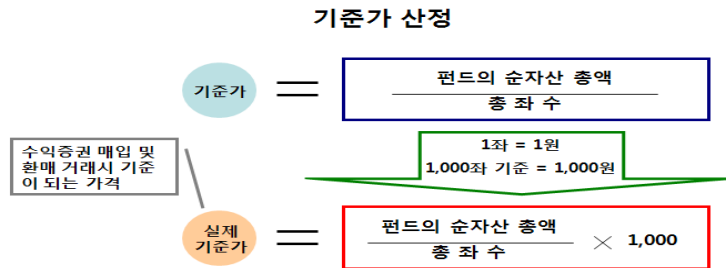 기준가 산정
기준가
펀드의 순자산 총액
총 좌 수
1좌 = 1원
1,000좌 기준 = 1,000원
수익증권 매입 및
환매 거래시 기준
이 되는 가격
실제
기준가
펀드의 순자산 총액
총 좌 수
× 1,000